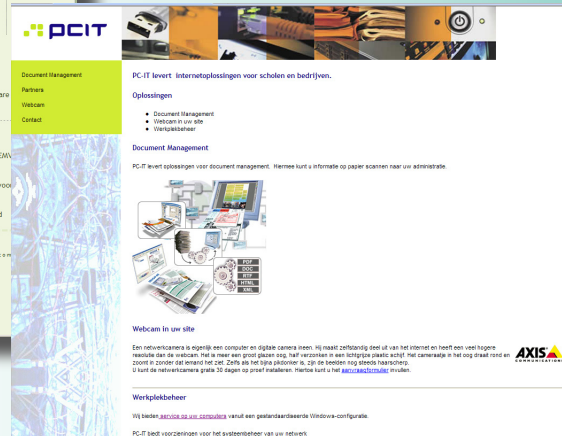 pcit
Document Management
Partners
Webcam
Contact
PC-IT levert internetoplossingen voor scholen en bedrijven.
Oplossingen
Document Management
Webcam in uw site
Werkplekbeheer
Document Management
PC-IT levert oplossingen voor document management. Hiermee kunt u informatie op papier scannen naar uw administratie.
PDF
DOC
RTF
HTML
XML
Webcam in uw site
Een netwerkcamera is eigenlijk een computer en digitale camera ineen. Hij maakt zelfstandig deel uit van het internet en heeft een veel hogere
resolutie dan de webcam. Het is meer een groot glazen oog, half verzonken in een lichtgrijze plastic schijf. Het cameraatje in het oog draait rond en
zoomt in zonder dat iemand het ziet. Zelfs als het bijna pikdonker is, zijn de beelden nog steeds haarscherp.
U kunt de netwerkcamera gratis 30 dagen op proef installeren. Hiertoe kunt u het aanvraagformulier invullen.
AXIS
COMMUNICATIONS
Werkplekbeheer
Wij bieden service op uw computers vanuit een gestandaardiseerde Windows-configuratie.
PC-IT biedt voorzieningen voor het systeembeheer van uw netwerk